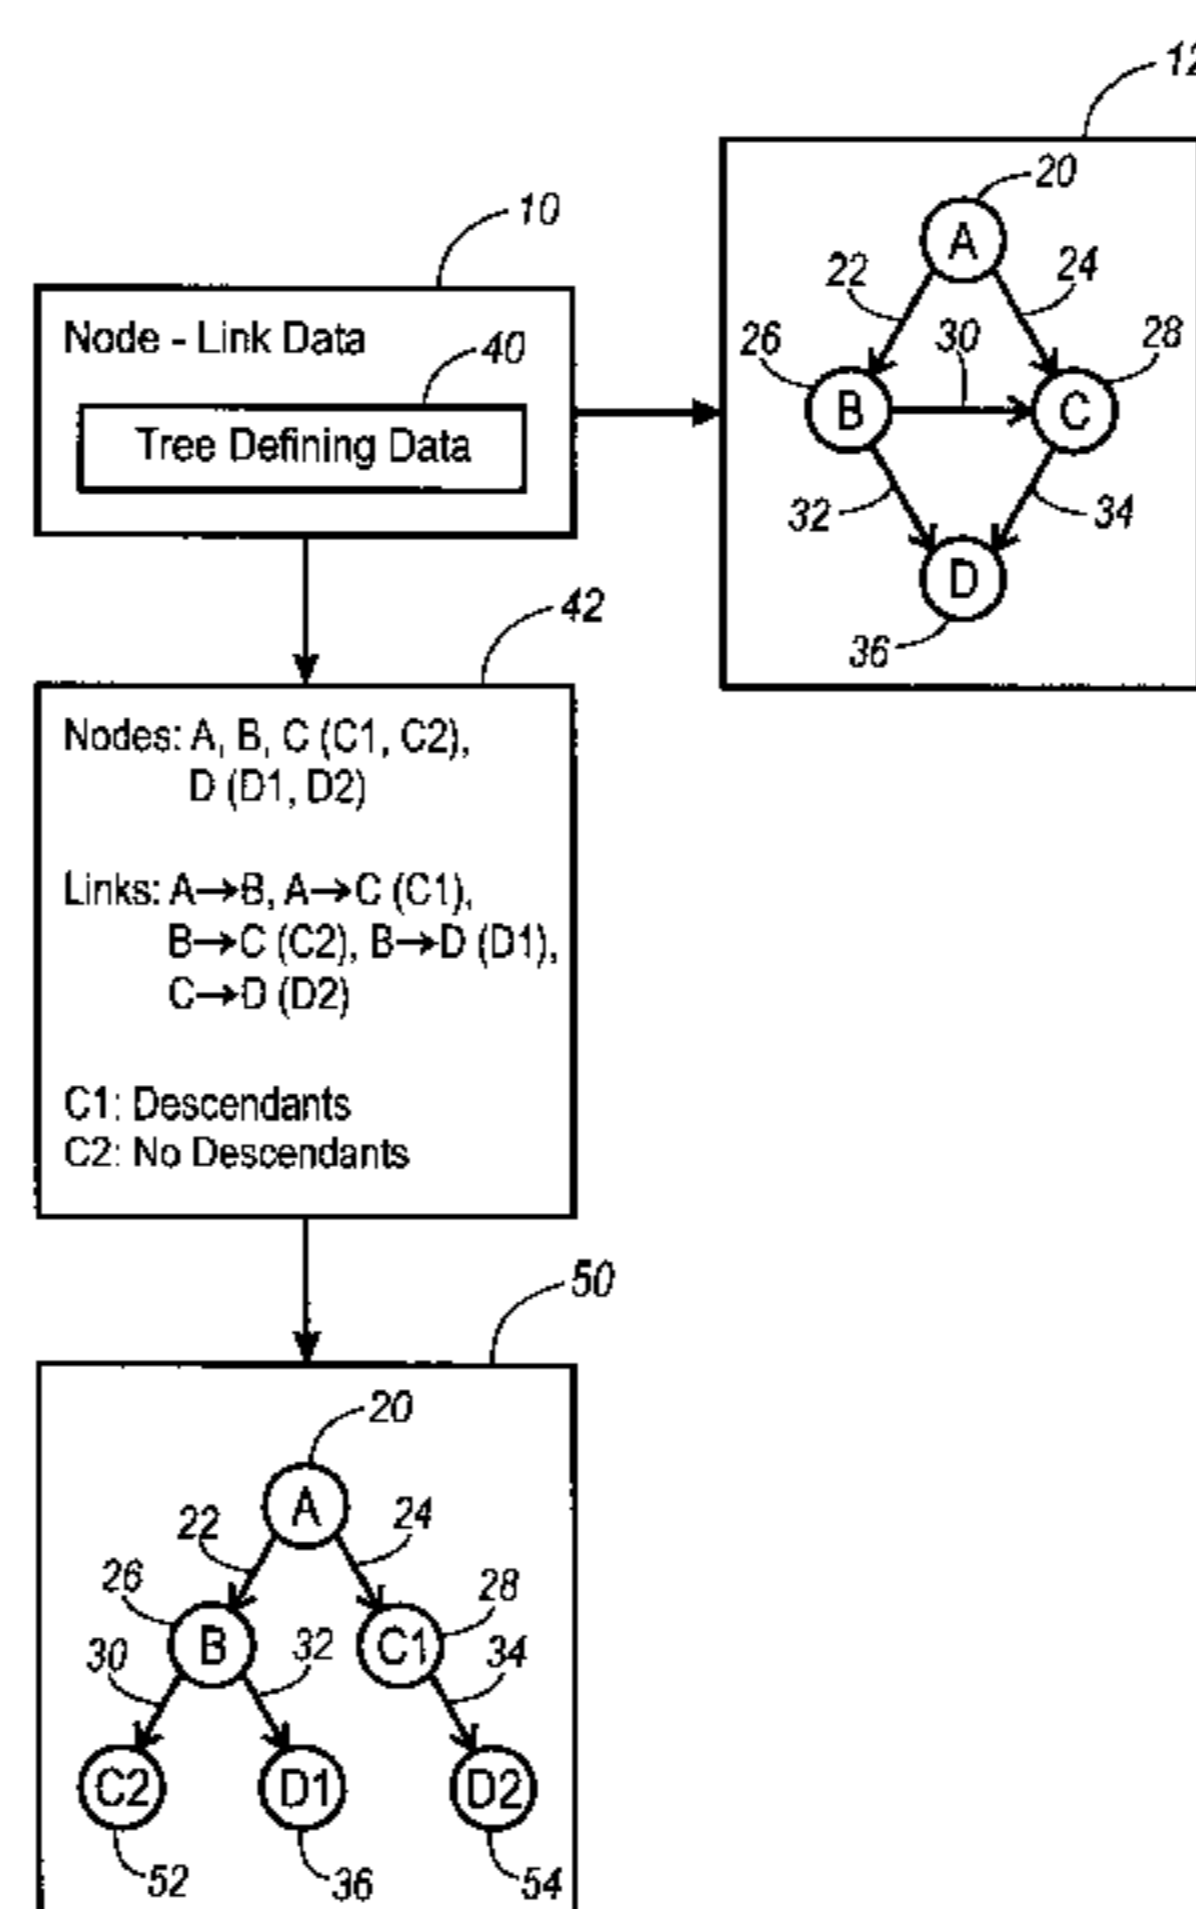 12
20
A
10
22
24
Node - Link Data
40
26
30
28
B
C
Tree Defining Data
32
34
D
36
42
Nodes: A, B, C (C1, C2),
D (D1, D2)
Links: A→B, A→C (C1),
B→C (C2), B→D (D1),
C→D (D2)
C1: Descendants
C2: No Descendants
50
20
A
22
24
26
28
B
C1
30
32
34
C2
D1
D2
52
36
54